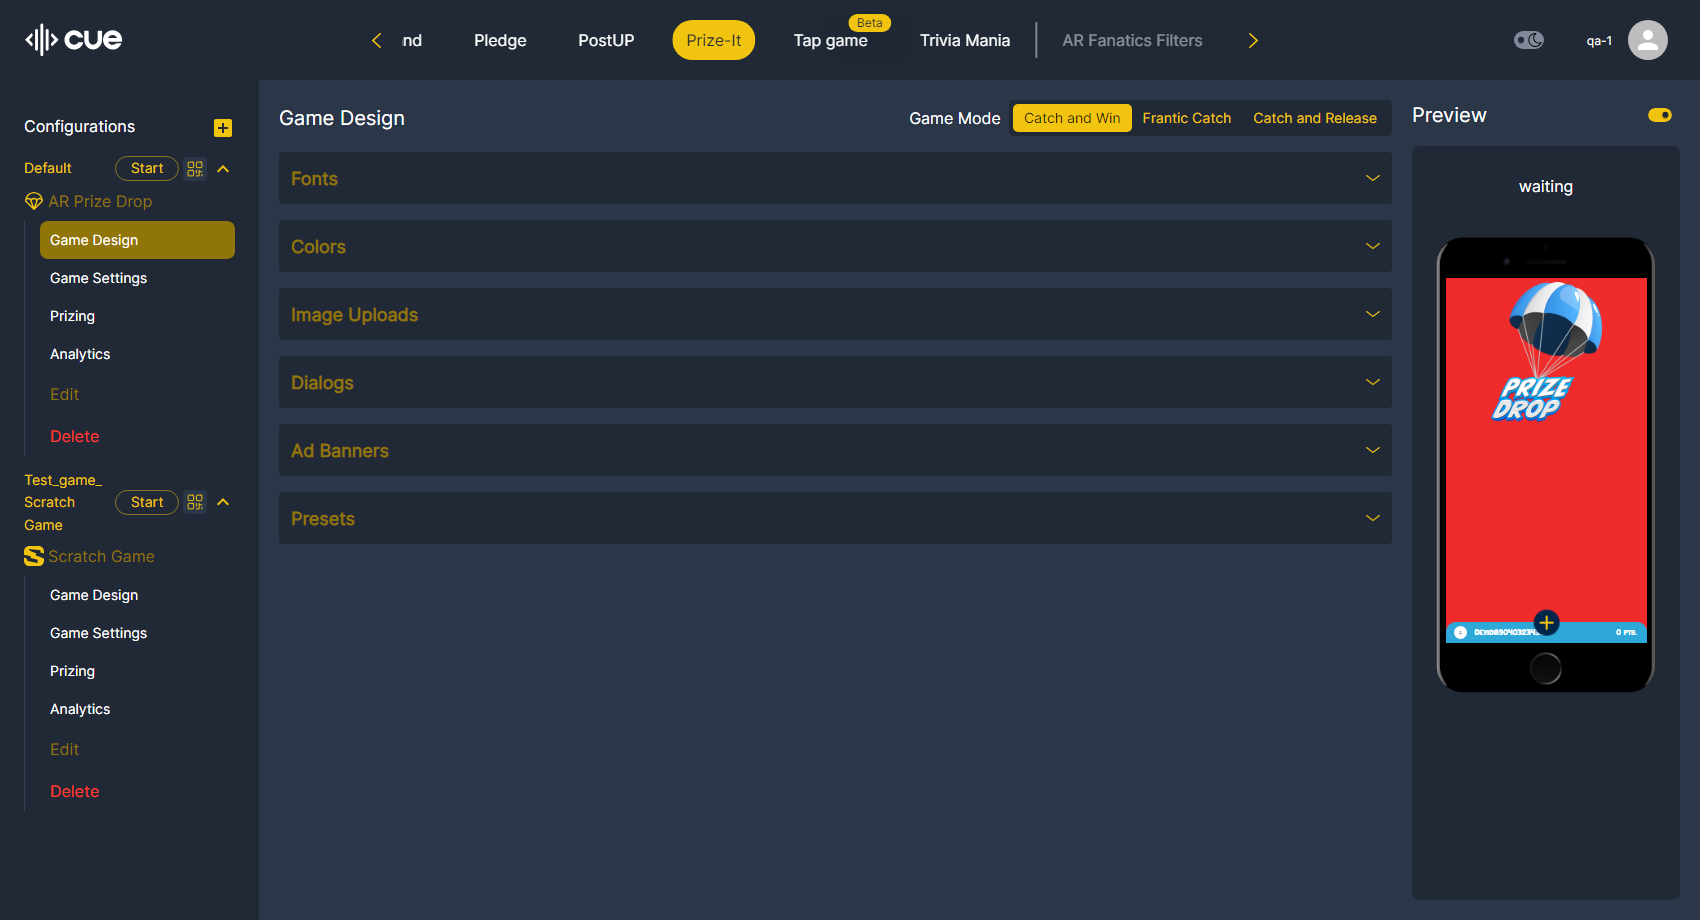 cue
nd
Pledge
PostUP
Prize-It
Beta
Tap game
Trivia Mania
AR Fanatics Filters
qa-1
Configurations
Default
Start
AR Prize Drop
Game Design
Game Settings
Prizing
Analytics
Edit
Delete
Test_game_
Scratch
Game
Start
Scratch Game
Game Design
Game Settings
Prizing
Analytics
Edit
Delete
Game Design
Game Mode
Catch and Win
Frantic Catch
Catch and Release
Fonts
Colors
Image Uploads
Dialogs
Ad Banners
Presets
Preview
waiting
PRIZE
DROP
0 PTS.